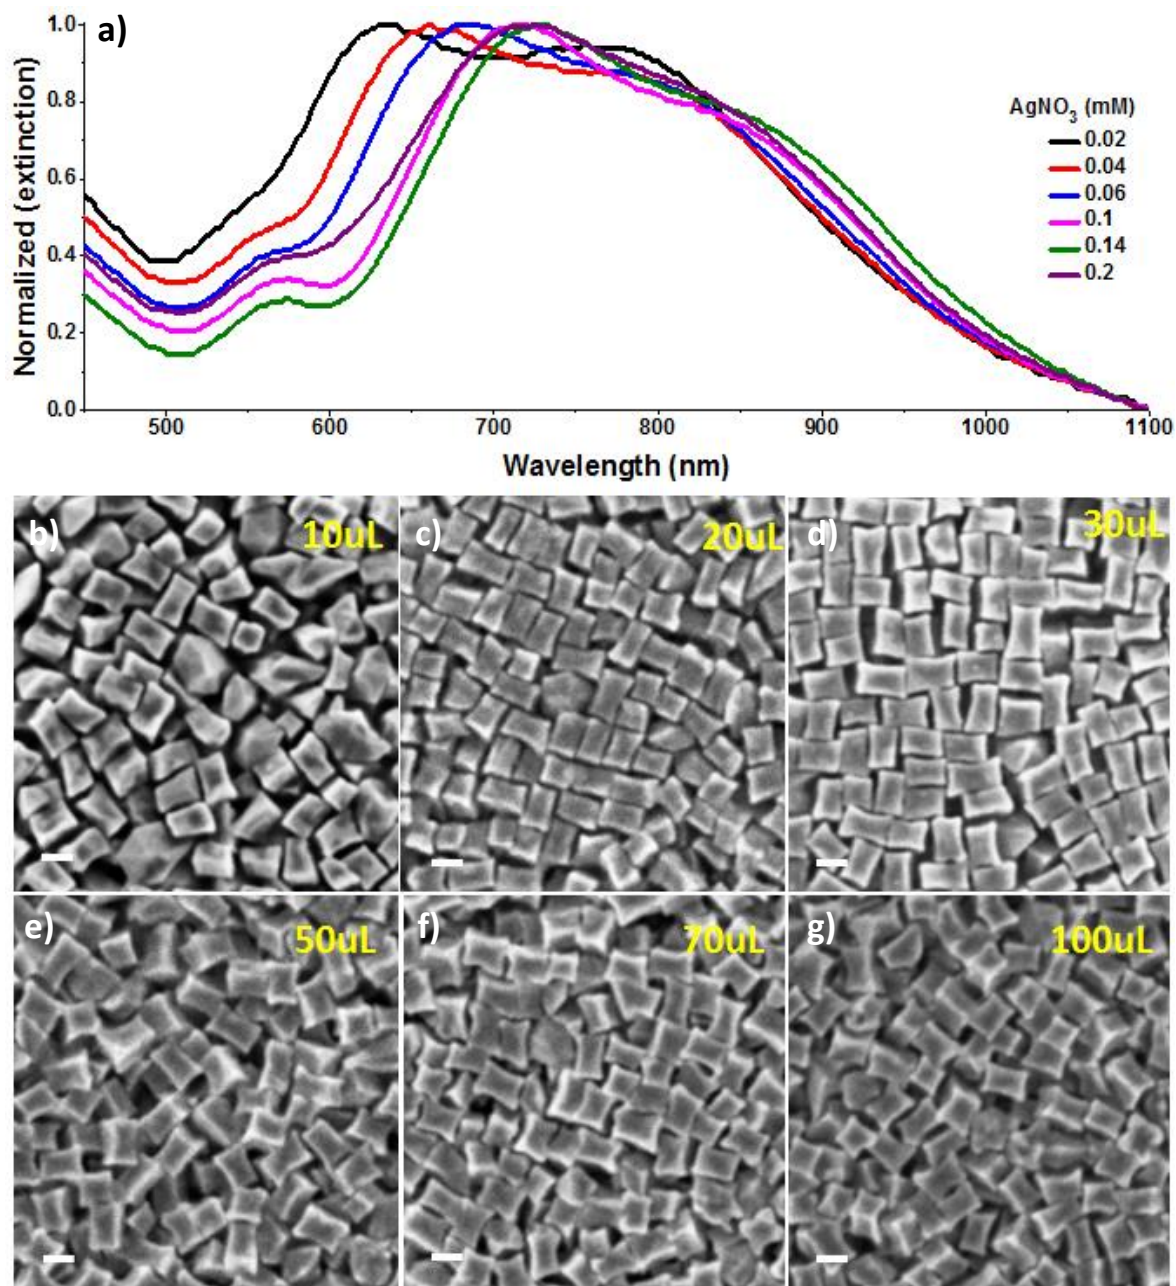 a)
Normalized (extinction)
1.0
0.8
0.6
0.4
0.2
0.0
500 600 700 800 900 1000 1100
Wavelength (nm)
AgNO₃ (mM)
0.02
0.04
0.06
0.1
0.14
0.2
b) 10uL
c) 20uL
d) 30uL
e) 50uL
f) 70uL
g) 100uL